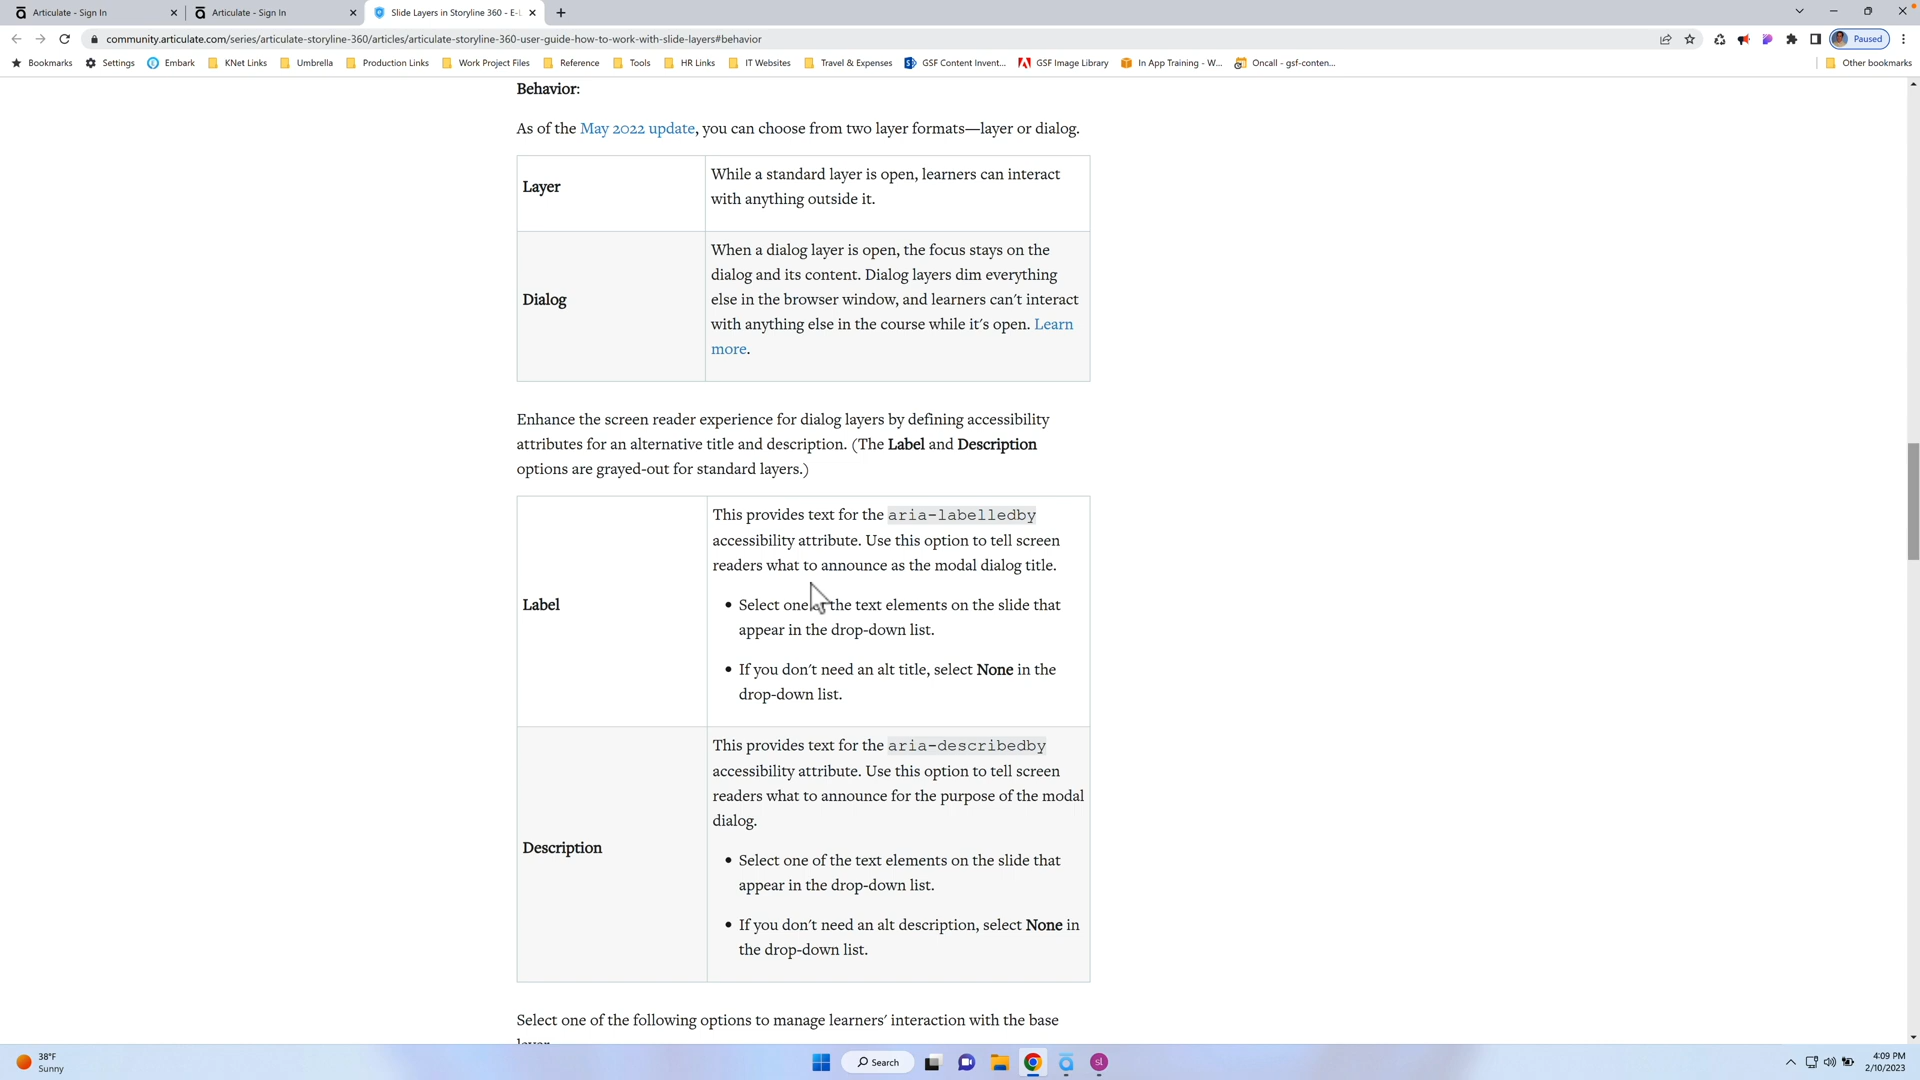 Articulate - Sign In
Articulate - Sign In
Slide Layers in Storyline 360 - E-L
community.articulate.com/series/articulate-storyline-360/articles/articulate-storyline-360-user-guide-how-to-work-with-slide-layers#behavior
Paused
Bookmarks
Settings
Embark
KNet Links
Umbrella
Production Links
Work Project Files
Reference
Tools
HR Links
IT Websites
Travel & Expenses
GSF Content Invent...
GSF Image Library
In App Training - W...
Oncall - gsf-conten...
Other bookmarks
Behavior:
As of the May 2022 update, you can choose from two layer formats—layer or dialog.
Layer
While a standard layer is open, learners can interact
with anything outside it.
Dialog
When a dialog layer is open, the focus stays on the
dialog and its content. Dialog layers dim everything
else in the browser window, and learners can't interact
with anything else in the course while it's open. Learn
more.
Enhance the screen reader experience for dialog layers by defining accessibility
attributes for an alternative title and description. (The Label and Description
options are grayed-out for standard layers.)
Label
This provides text for the aria-labelledby
accessibility attribute. Use this option to tell screen
readers what to announce as the modal dialog title.
• Select one of the text elements on the slide that
appear in the drop-down list.
• If you don't need an alt title, select None in the
drop-down list.
Description
This provides text for the aria-describedby
accessibility attribute. Use this option to tell screen
readers what to announce for the purpose of the modal
dialog.
• Select one of the text elements on the slide that
appear in the drop-down list.
• If you don't need an alt description, select None in
the drop-down list.
Select one of the following options to manage learners' interaction with the base
layer.
38°F
Sunny
Search
sl
4:09 PM
2/10/2023